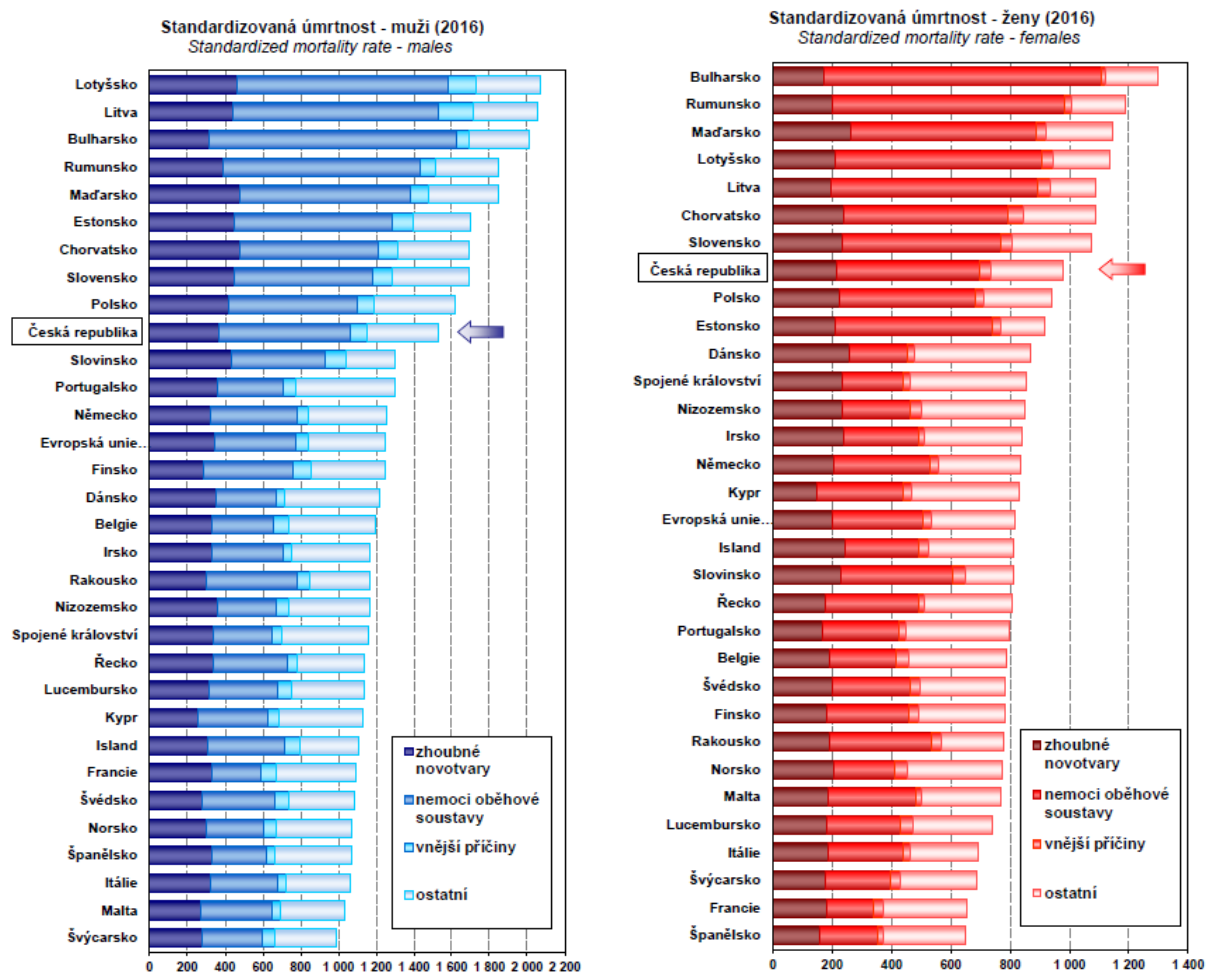 Standardizovaná úmrtnost - muži (2016)
Standardized mortality rate - males
Lotyšsko
Litva
Bulharsko
Rumunsko
Maďarsko
Estonsko
Chorvatsko
Slovensko
Polsko
Česká republika
Slovinsko
Portugalsko
Německo
Evropská unie...
Finsko
Dánsko
Belgie
Irsko
Rakousko
Nizozemsko
Spojené království
Řecko
Lucembursko
Kypr
Island
Francie
Švédsko
Norsko
Španělsko
Itálie
Malta
Švýcarsko
zhoubné
novotvary
nemoci oběhové
soustavy
vnější příčiny
ostatní
0 200 400 600 800 1 000 1 200 1 400 1 600 1 800 2 000 2 200
Standardizovaná úmrtnost - ženy (2016)
Standardized mortality rate - females
Bulharsko
Rumunsko
Maďarsko
Lotyšsko
Litva
Chorvatsko
Slovensko
Česká republika
Polsko
Estonsko
Dánsko
Spojené království
Nizozemsko
Irsko
Německo
Kypr
Evropská unie...
Island
Slovinsko
Řecko
Portugalsko
Belgie
Švédsko
Finsko
Rakousko
Norsko
Malta
Lucembursko
Itálie
Švýcarsko
Francie
Španělsko
zhoubné
novotvary
nemoci oběhové
soustavy
vnější příčiny
ostatní
0 200 400 600 800 1 000 1 200 1 400